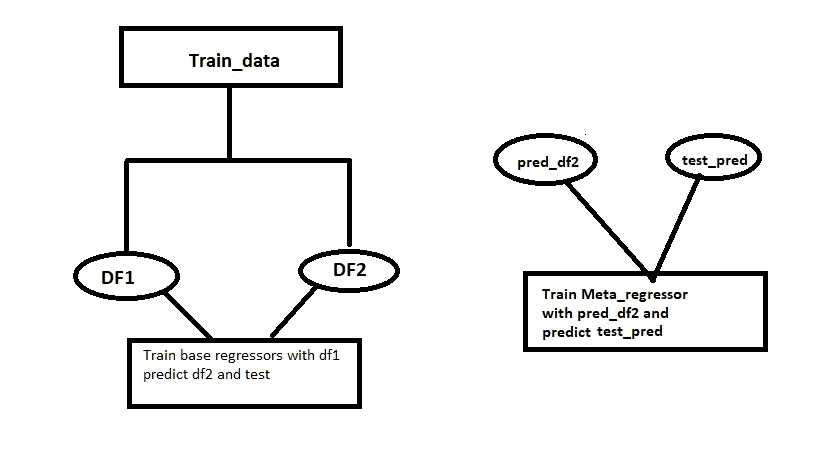 Train_data
DF1
DF2
Train base regressors with df1
predict df2 and test
pred_df2
test_pred
Train Meta_regressor
with pred_df2 and
predict test_pred